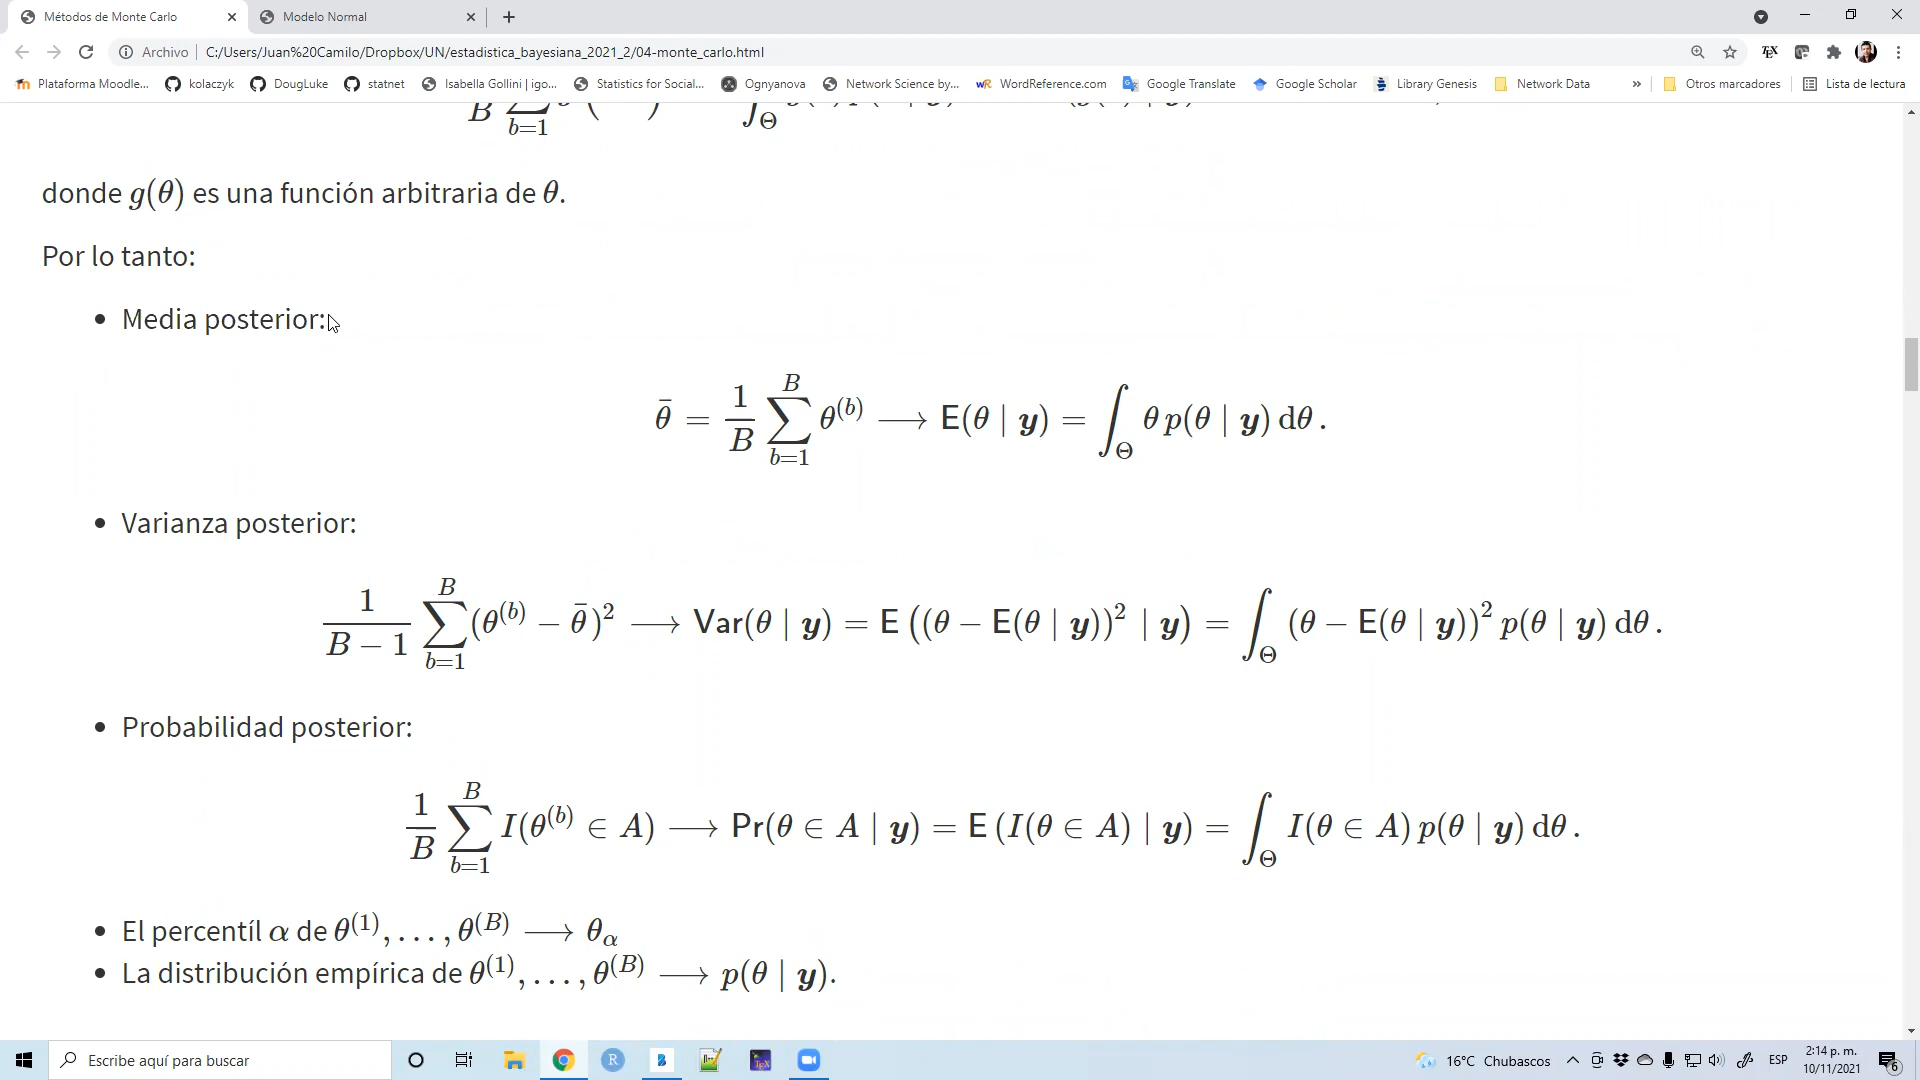 Métodos de Monte Carlo
Modelo Normal
Archivo C:/Users/Juan%20Camilo/Dropbox/UN/estadistica_bayesiana_2021_2/04-monte_carlo.html
Plataforma Moodle... kolaczyk DougLuke statnet Isabella Gollini | igo... Statistics for Social... Ognyanova Network Science by... WordReference.com Google Translate Google Scholar Library Genesis Network Data » Otros marcadores Lista de lectura
B ∑ b=1 ∫Θ
donde g(θ) es una función arbitraria de θ.
Por lo tanto:
• Media posterior:
θ̄ = 1/B ∑_{b=1}^{B} θ^(b) ⟶ E(θ | y) = ∫_Θ θ p(θ | y) dθ .
• Varianza posterior:
1/(B − 1) ∑_{b=1}^{B} (θ^(b) − θ̄)² ⟶ Var(θ | y) = E ((θ − E(θ | y))² | y) = ∫_Θ (θ − E(θ | y))² p(θ | y) dθ .
• Probabilidad posterior:
1/B ∑_{b=1}^{B} I(θ^(b) ∈ A) ⟶ Pr(θ ∈ A | y) = E (I(θ ∈ A) | y) = ∫_Θ I(θ ∈ A) p(θ | y) dθ .
• El percentíl α de θ^(1), . . . , θ^(B) ⟶ θ_α
• La distribución empírica de θ^(1), . . . , θ^(B) ⟶ p(θ | y).
Escribe aquí para buscar
16°C Chubascos
ESP
2:14 p. m.
10/11/2021
6